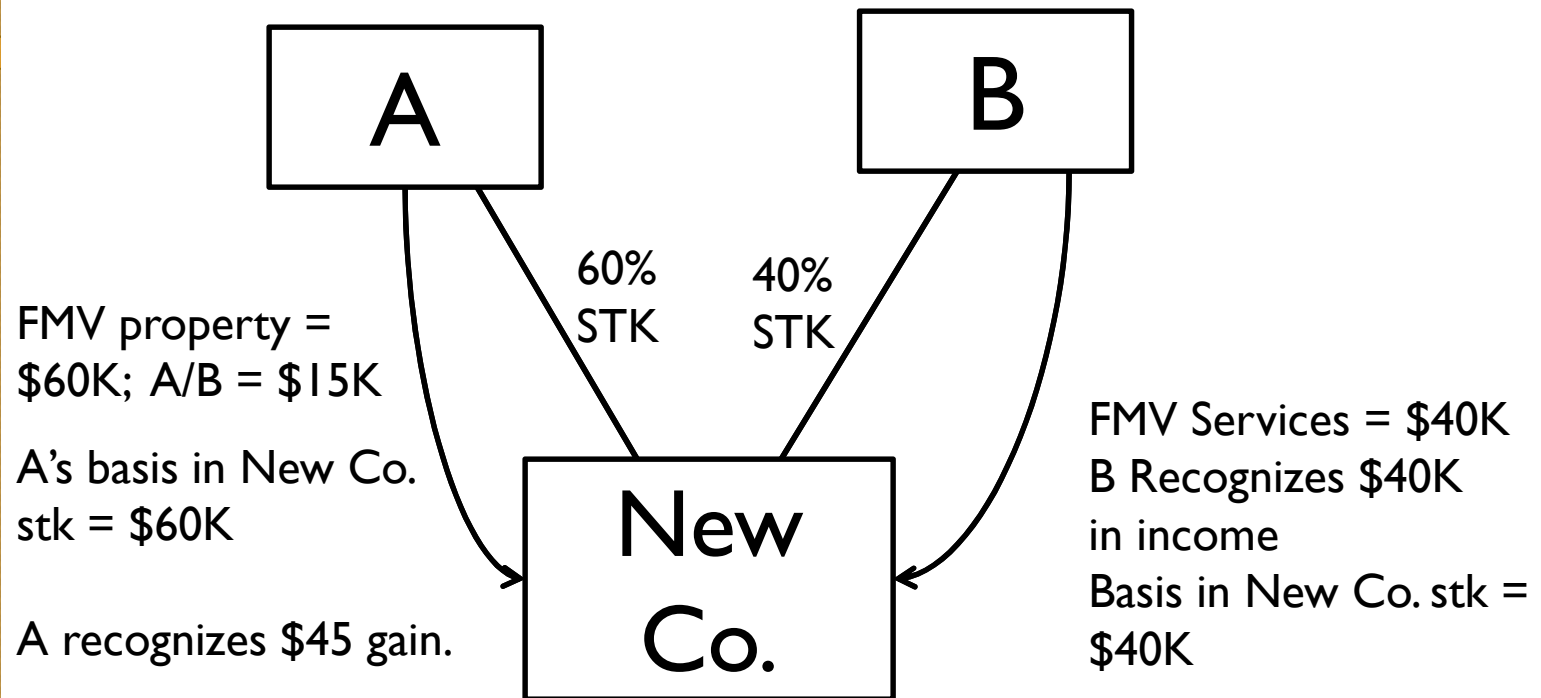 A
B
60%
STK
40%
STK
FMV property =
$60K; A/B = $15K
A’s basis in New Co.
stk = $60K
A recognizes $45 gain.
New
Co.
FMV Services = $40K
B Recognizes $40K
in income
Basis in New Co. stk =
$40K